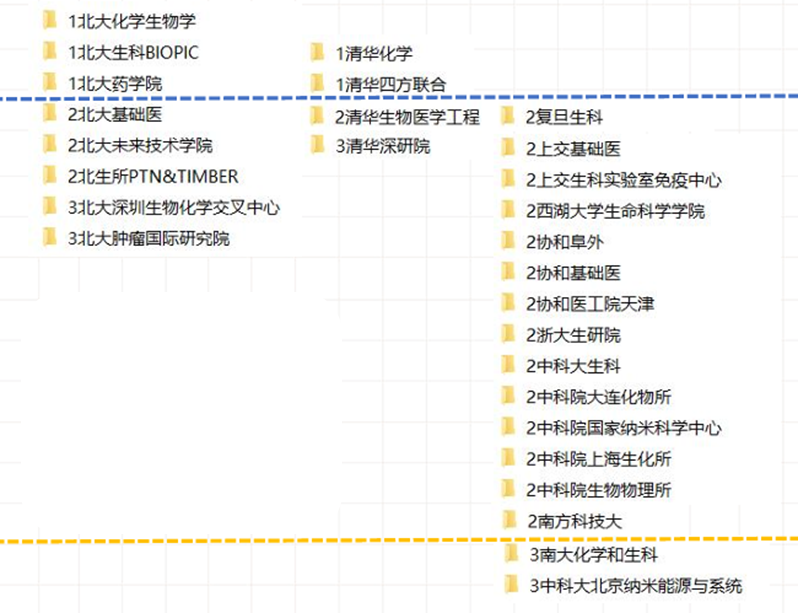 1北大化学生物学
1北大生科BIOPIC
1北大药学院
2北大基础医
2北大未来技术学院
2北生所PTN&TIMBER
3北大深圳生物化学交叉中心
3北大肿瘤国际研究院
1清华化学
1清华四方联合
2清华生物医学工程
3清华深研院
2复旦生科
2上交基础医
2上交生科实验室免疫中心
2西湖大学生命科学学院
2协和阜外
2协和基础医
2协和医工院天津
2浙大生研院
2中科大生科
2中科院大连化物所
2中科院国家纳米科学中心
2中科院上海生化所
2中科院生物物理所
2南方科技大
3南大化学和生科
3中科大北京纳米能源与系统